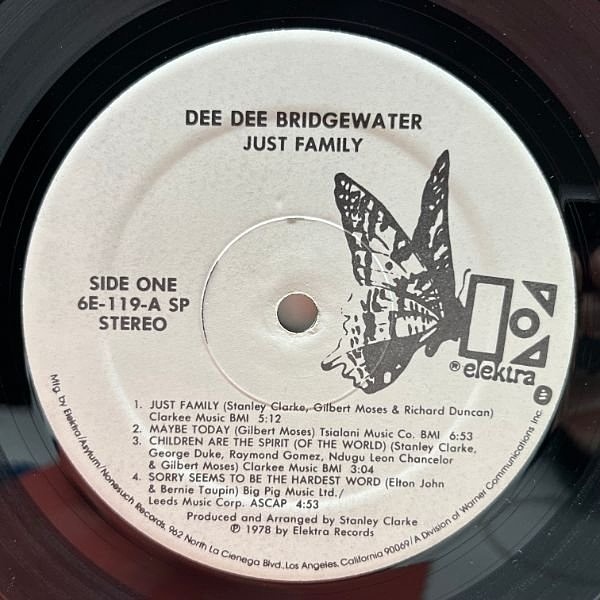 DEE DEE BRIDGEWATER
JUST FAMILY
SIDE ONE
6E-119-A SP
STEREO
® elektra
1. JUST FAMILY (Stanley Clarke, Gilbert Moses & Richard Duncan)
Clarkee Music BMI 5:12
2. MAYBE TODAY (Gilbert Moses) Tsialani Music Co. BMI 6:53
3. CHILDREN ARE THE SPIRIT (OF THE WORLD) (Stanley Clarke,
George Duke, Raymond Gomez, Ndugu Leon Chancelor
& Gilbert Moses) Clarkee Music BMI 3:04
4. SORRY SEEMS TO BE THE HARDEST WORD (Elton John
& Bernie Taupin) Big Pig Music Ltd./
Leeds Music Corp. ASCAP 4:53
Produced and Arranged by Stanley Clarke
℗ 1978 by Elektra Records
Mfg. by Elektra/Asylum/Nonesuch Records, 962 North La Cienega Blvd., Los Angeles, California 90069/A Division of Warner Communications Inc.